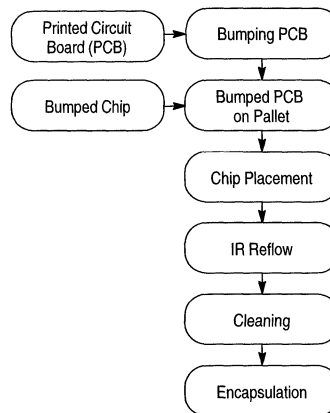 Printed Circuit
Board (PCB)
Bumping PCB
Bumped Chip
Bumped PCB
on Pallet
Chip Placement
IR Reflow
Cleaning
Encapsulation